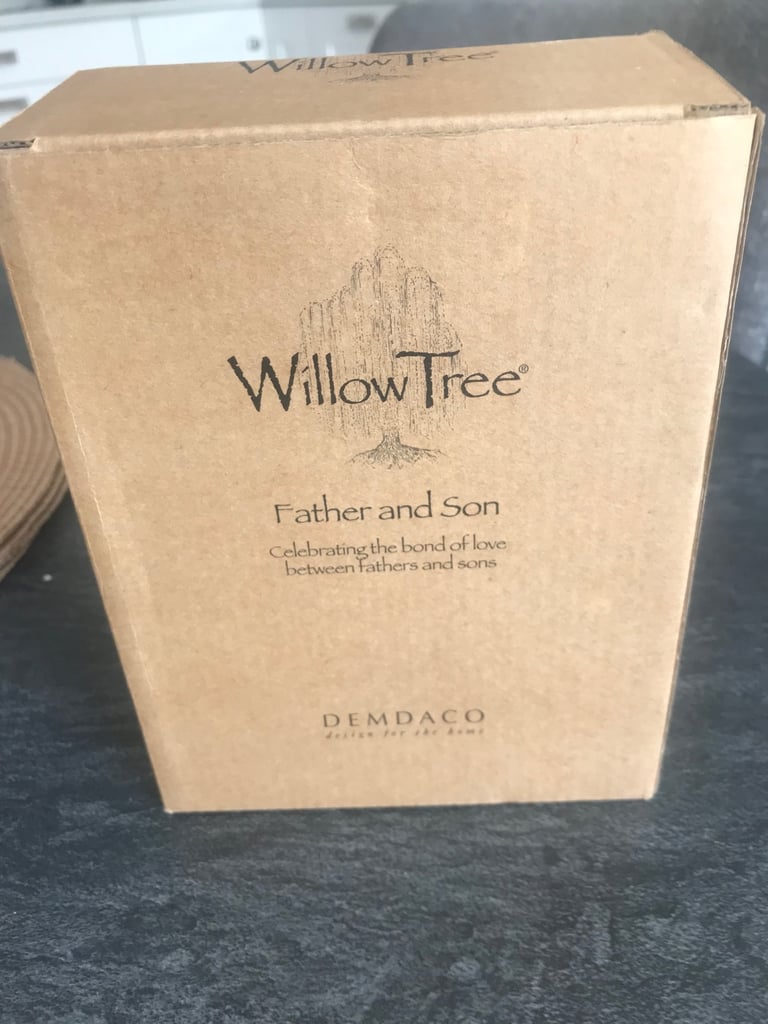 Willow Tree®
Willow Tree®
Father and Son
Celebrating the bond of love
between fathers and sons
DEMDACO
design for the home